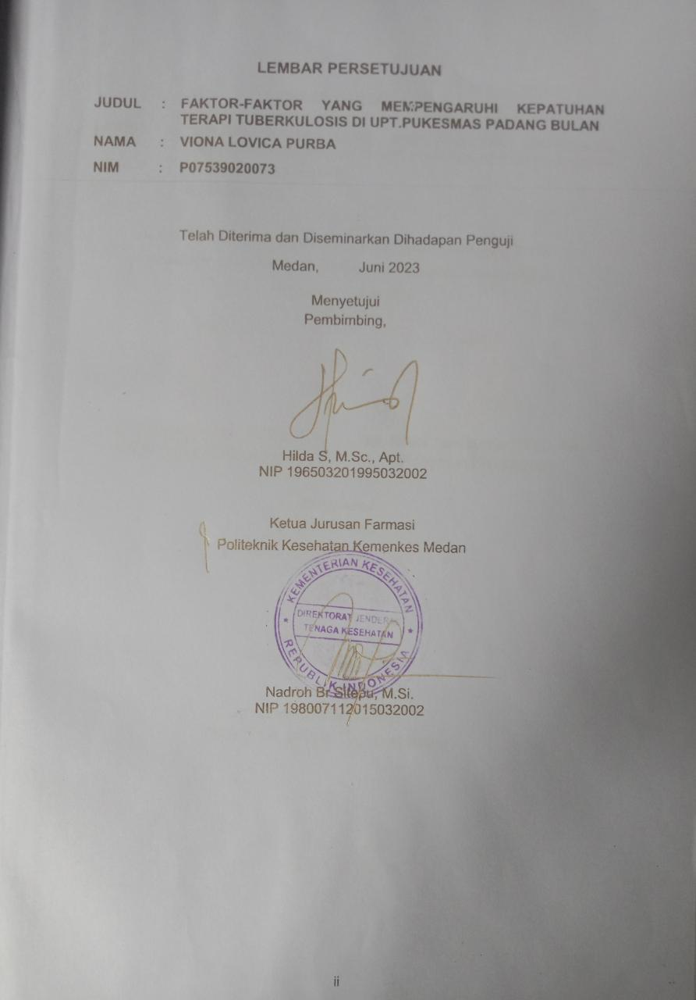 LEMBAR PERSETUJUAN
JUDUL : FAKTOR-FAKTOR YANG MEMPENGARUHI KEPATUHAN
TERAPI TUBERKULOSIS DI UPT.PUKESMAS PADANG BULAN
NAMA : VIONA LOVICA PURBA
NIM : P07539020073
Telah Diterima dan Diseminarkan Dihadapan Penguji
Medan, Juni 2023
Menyetujui
Pembimbing,
Hilda S, M.Sc., Apt.
NIP 196503201995032002
Ketua Jurusan Farmasi
Politeknik Kesehatan Kemenkes Medan
KEMENTERIAN KESEHATAN
DIREKTORAT JENDERAL
TENAGA KESEHATAN
REPUBLIK INDONESIA
Nadroh Br Sitepu, M.Si.
NIP 198007112015032002
ii